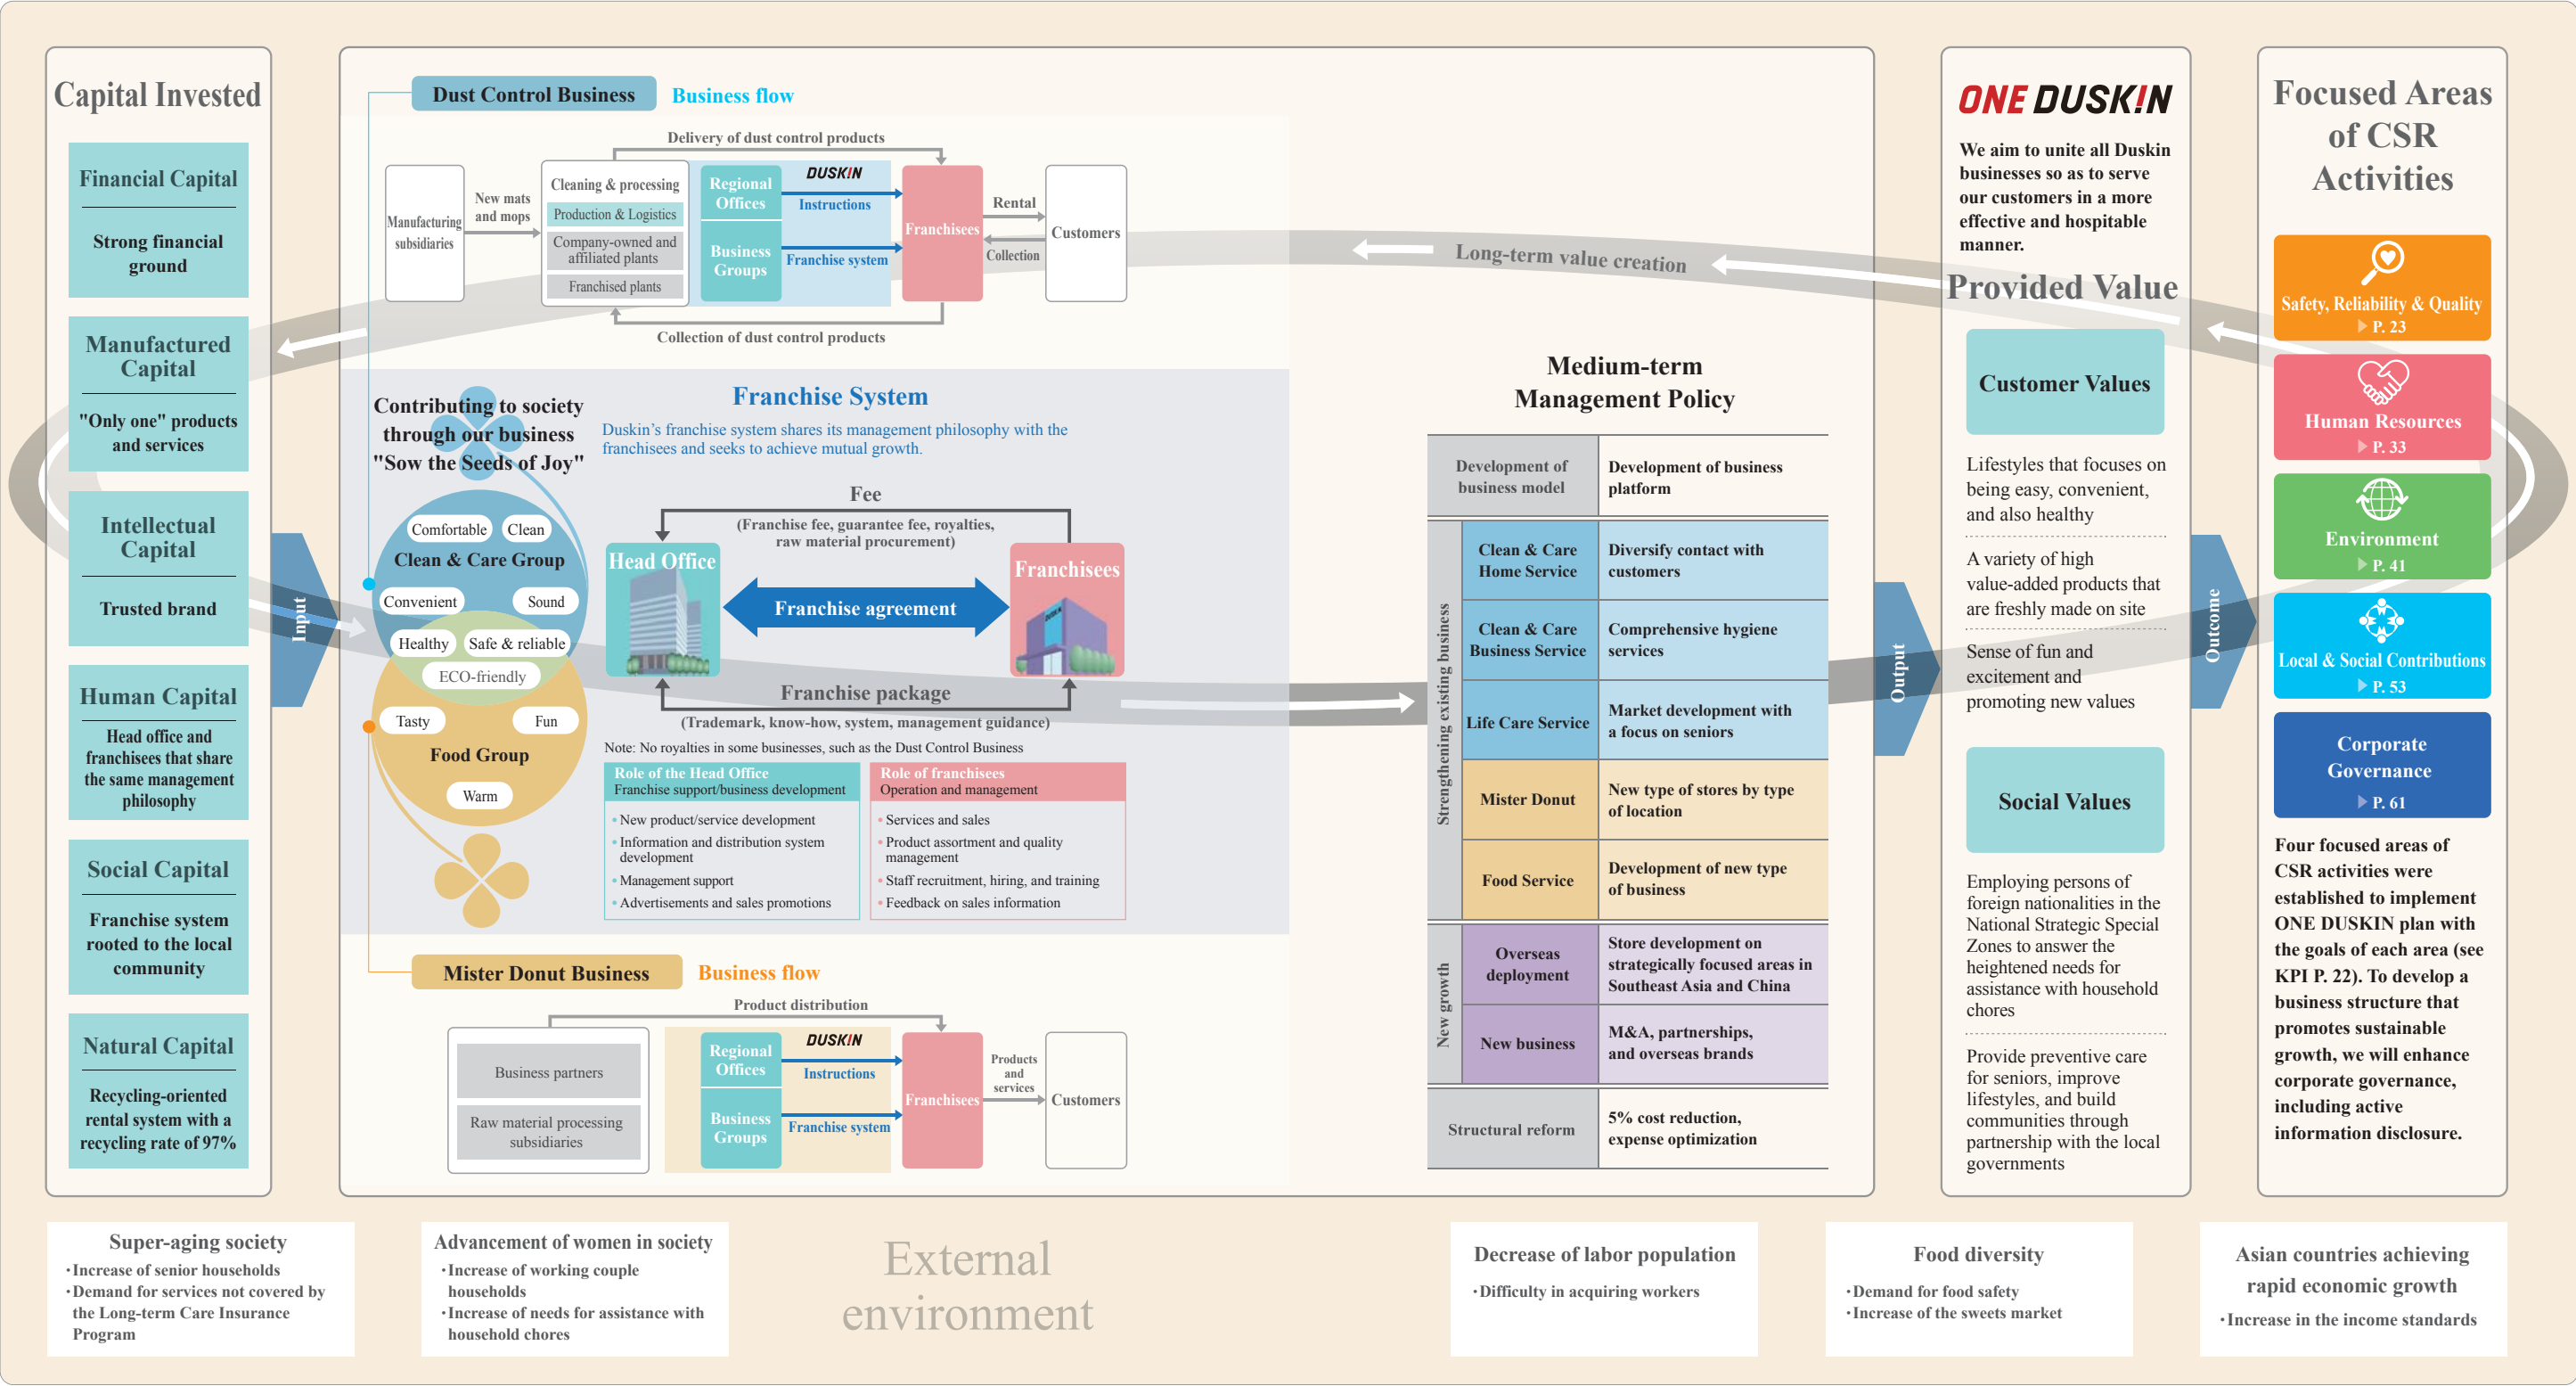 Capital Invested
Financial Capital
Strong financial
ground
Manufactured
Capital
"Only one" products
and services
Intellectual
Capital
Trusted brand
Human Capital
Head office and
franchisees that share
the same management
philosophy
Social Capital
Franchise system
rooted to the local
community
Natural Capital
Recycling-oriented
rental system with a
recycling rate of 97%
Input
Dust Control Business
Business flow
Delivery of dust control products
Manufacturing
subsidiaries
New mats
and mops
Cleaning & processing
Production & Logistics
Company-owned and
affiliated plants
Franchised plants
Regional
Offices
Business
Groups
DUSKIN
Instructions
Franchise system
Franchisees
Rental
Collection
Customers
Collection of dust control products
Long-term value creation
Contributing to society
through our business
"Sow the Seeds of Joy"
Comfortable
Clean
Clean & Care Group
Convenient
Sound
Healthy
Safe & reliable
ECO-friendly
Tasty
Fun
Food Group
Warm
Franchise System
Duskin’s franchise system shares its management philosophy with the
franchisees and seeks to achieve mutual growth.
Fee
(Franchise fee, guarantee fee, royalties,
raw material procurement)
Head Office
Franchise agreement
Franchisees
DUSKIN
Franchise package
(Trademark, know-how, system, management guidance)
Note: No royalties in some businesses, such as the Dust Control Business
Role of the Head Office
Franchise support/business development
• New product/service development
• Information and distribution system
development
• Management support
• Advertisements and sales promotions
Role of franchisees
Operation and management
• Services and sales
• Product assortment and quality
management
• Staff recruitment, hiring, and training
• Feedback on sales information
Mister Donut Business
Business flow
Product distribution
Business partners
Raw material processing
subsidiaries
Regional
Offices
Business
Groups
DUSKIN
Instructions
Franchise system
Franchisees
Products
and
services
Customers
Medium-term
Management Policy
Development of
business model
Development of business
platform
Strengthening existing business
Clean & Care
Home Service
Diversify contact with
customers
Clean & Care
Business Service
Comprehensive hygiene
services
Life Care Service
Market development with
a focus on seniors
Mister Donut
New type of stores by type
of location
Food Service
Development of new type
of business
New growth
Overseas
deployment
Store development on
strategically focused areas in
Southeast Asia and China
New business
M&A, partnerships,
and overseas brands
Structural reform
5% cost reduction,
expense optimization
Output
ONE DUSKIN
We aim to unite all Duskin
businesses so as to serve
our customers in a more
effective and hospitable
manner.
Provided Value
Customer Values
Lifestyles that focuses on
being easy, convenient,
and also healthy
A variety of high
value-added products that
are freshly made on site
Sense of fun and
excitement and
promoting new values
Social Values
Employing persons of
foreign nationalities in the
National Strategic Special
Zones to answer the
heightened needs for
assistance with household
chores
Provide preventive care
for seniors, improve
lifestyles, and build
communities through
partnership with the local
governments
Outcome
Focused Areas
of CSR
Activities
Safety, Reliability & Quality
P. 23
Human Resources
P. 33
Environment
P. 41
Local & Social Contributions
P. 53
Corporate
Governance
P. 61
Four focused areas of
CSR activities were
established to implement
ONE DUSKIN plan with
the goals of each area (see
KPI P. 22). To develop a
business structure that
promotes sustainable
growth, we will enhance
corporate governance,
including active
information disclosure.
Super-aging society
・Increase of senior households
・Demand for services not covered by
the Long-term Care Insurance
Program
Advancement of women in society
・Increase of working couple
households
・Increase of needs for assistance with
household chores
External
environment
Decrease of labor population
・Difficulty in acquiring workers
Food diversity
・Demand for food safety
・Increase of the sweets market
Asian countries achieving
rapid economic growth
・Increase in the income standards